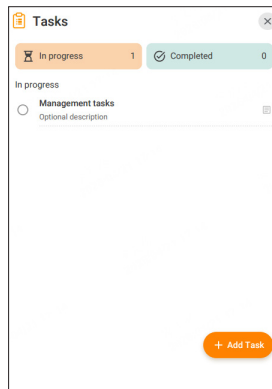 Tasks
In progress 1
Completed 0
In progress
Management tasks
Optional description
+ Add Task